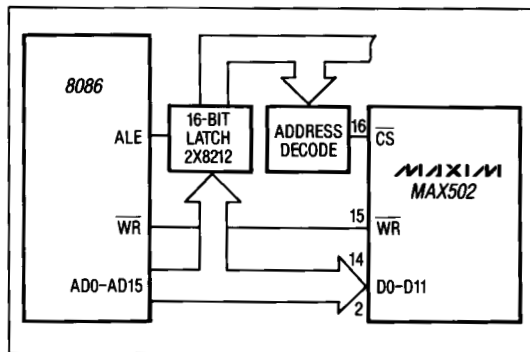 8086
ALE
16-BIT
LATCH
2X8212
ADDRESS
DECODE
16
CS
MAXIM
MAX502
WR
15
WR
AD0-AD15
14
D0-D11
2